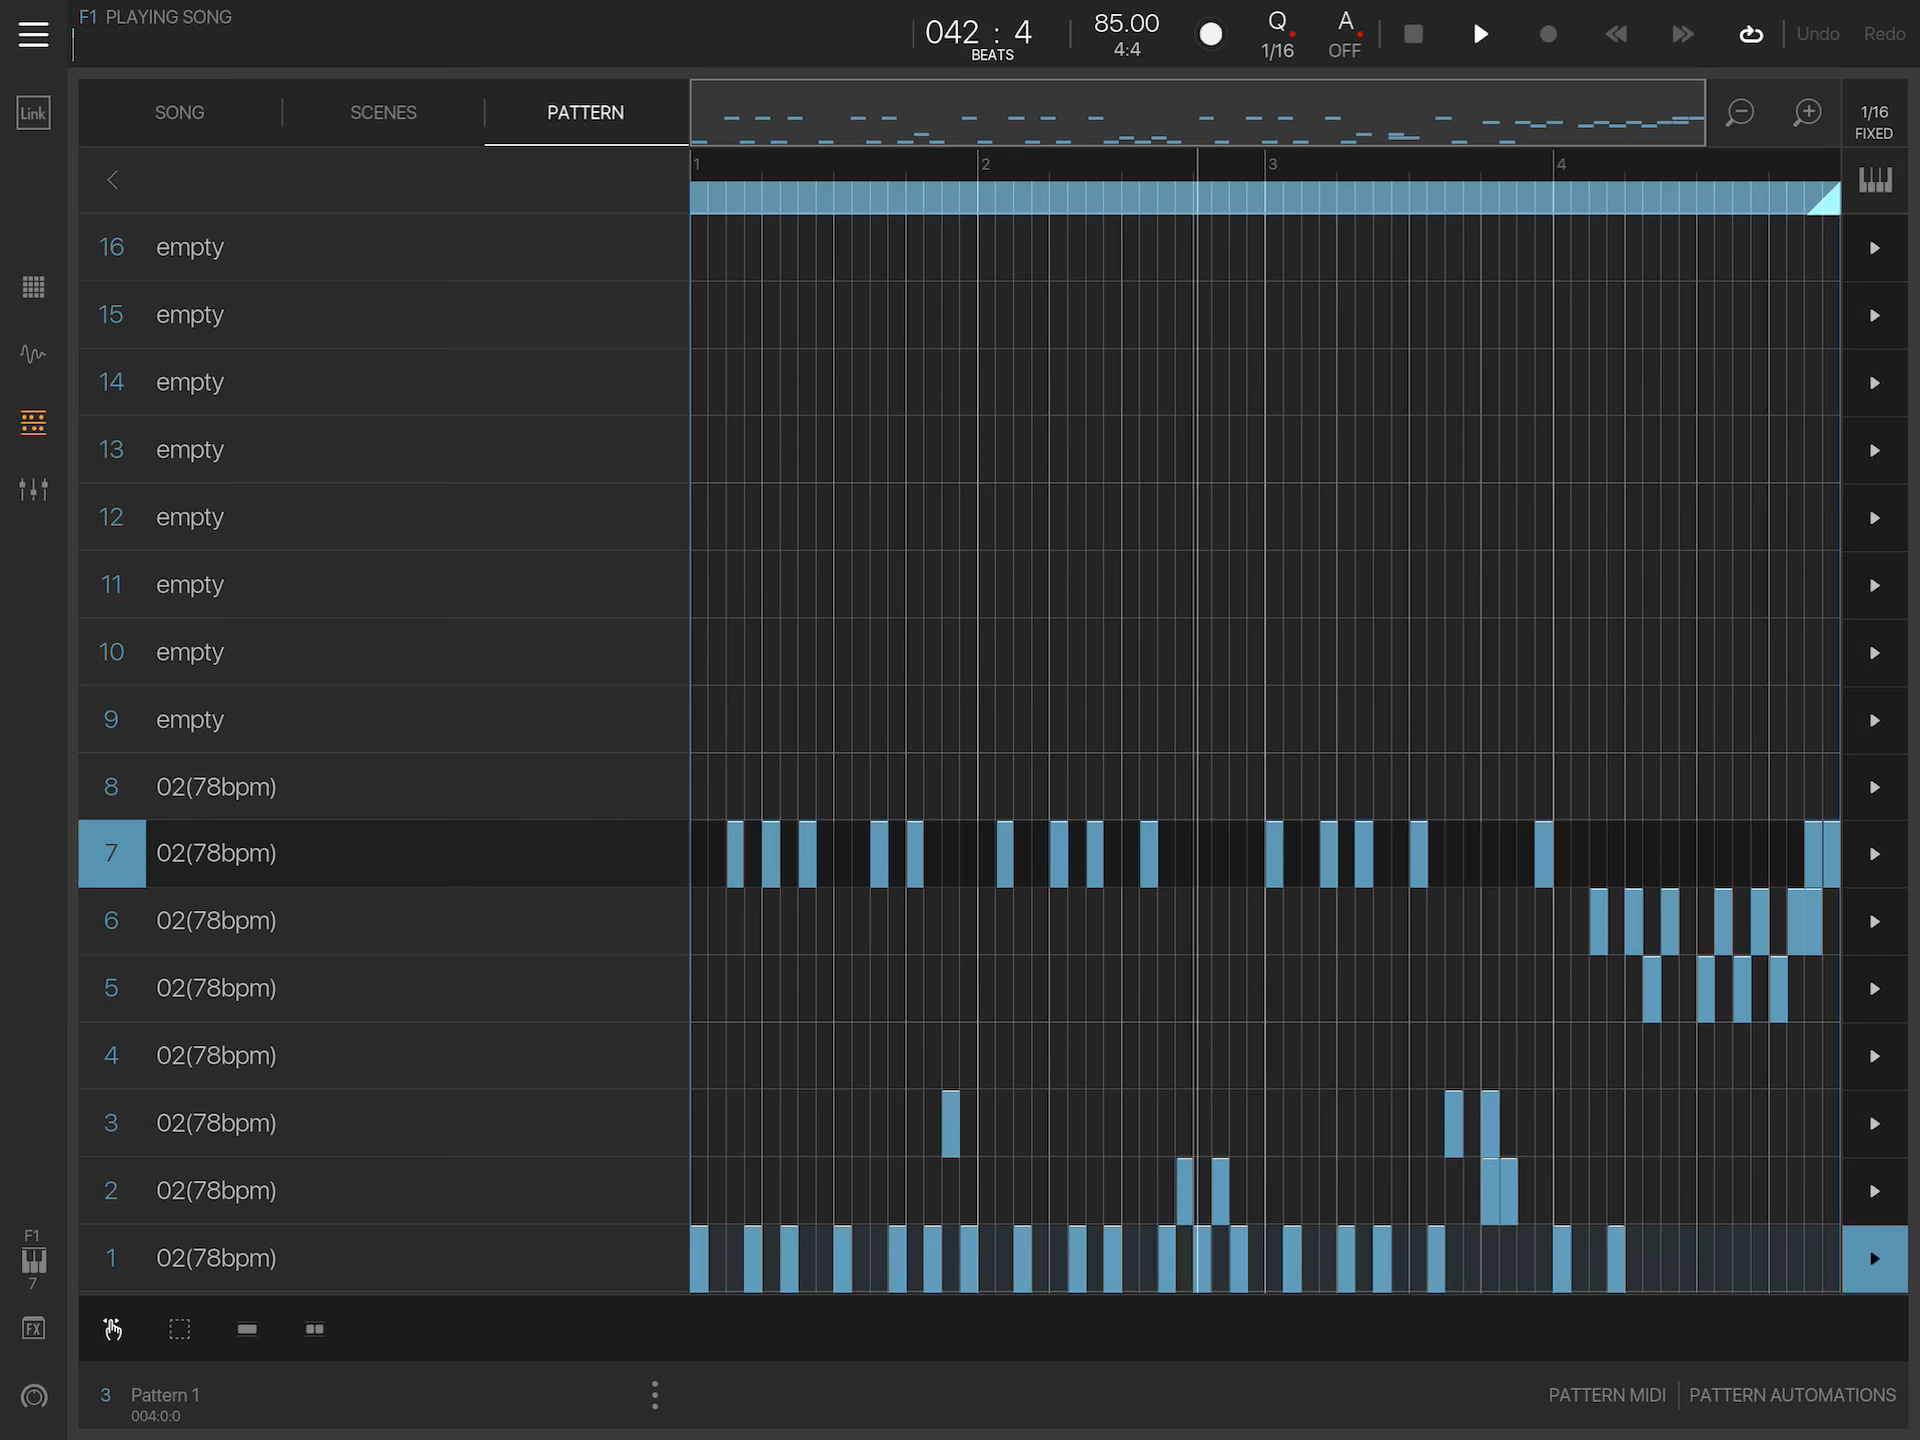 F1 PLAYING SONG
042 : 4
BEATS
85.00
4:4
Q
1/16
A
OFF
Undo
Redo
Link
SONG
SCENES
PATTERN
1/16
FIXED
1
2
3
4
16 empty
15 empty
14 empty
13 empty
12 empty
11 empty
10 empty
9 empty
8 02(78bpm)
7 02(78bpm)
6 02(78bpm)
5 02(78bpm)
4 02(78bpm)
3 02(78bpm)
2 02(78bpm)
1 02(78bpm)
F1
7
FX
3 Pattern 1
004:0:0
PATTERN MIDI
PATTERN AUTOMATIONS